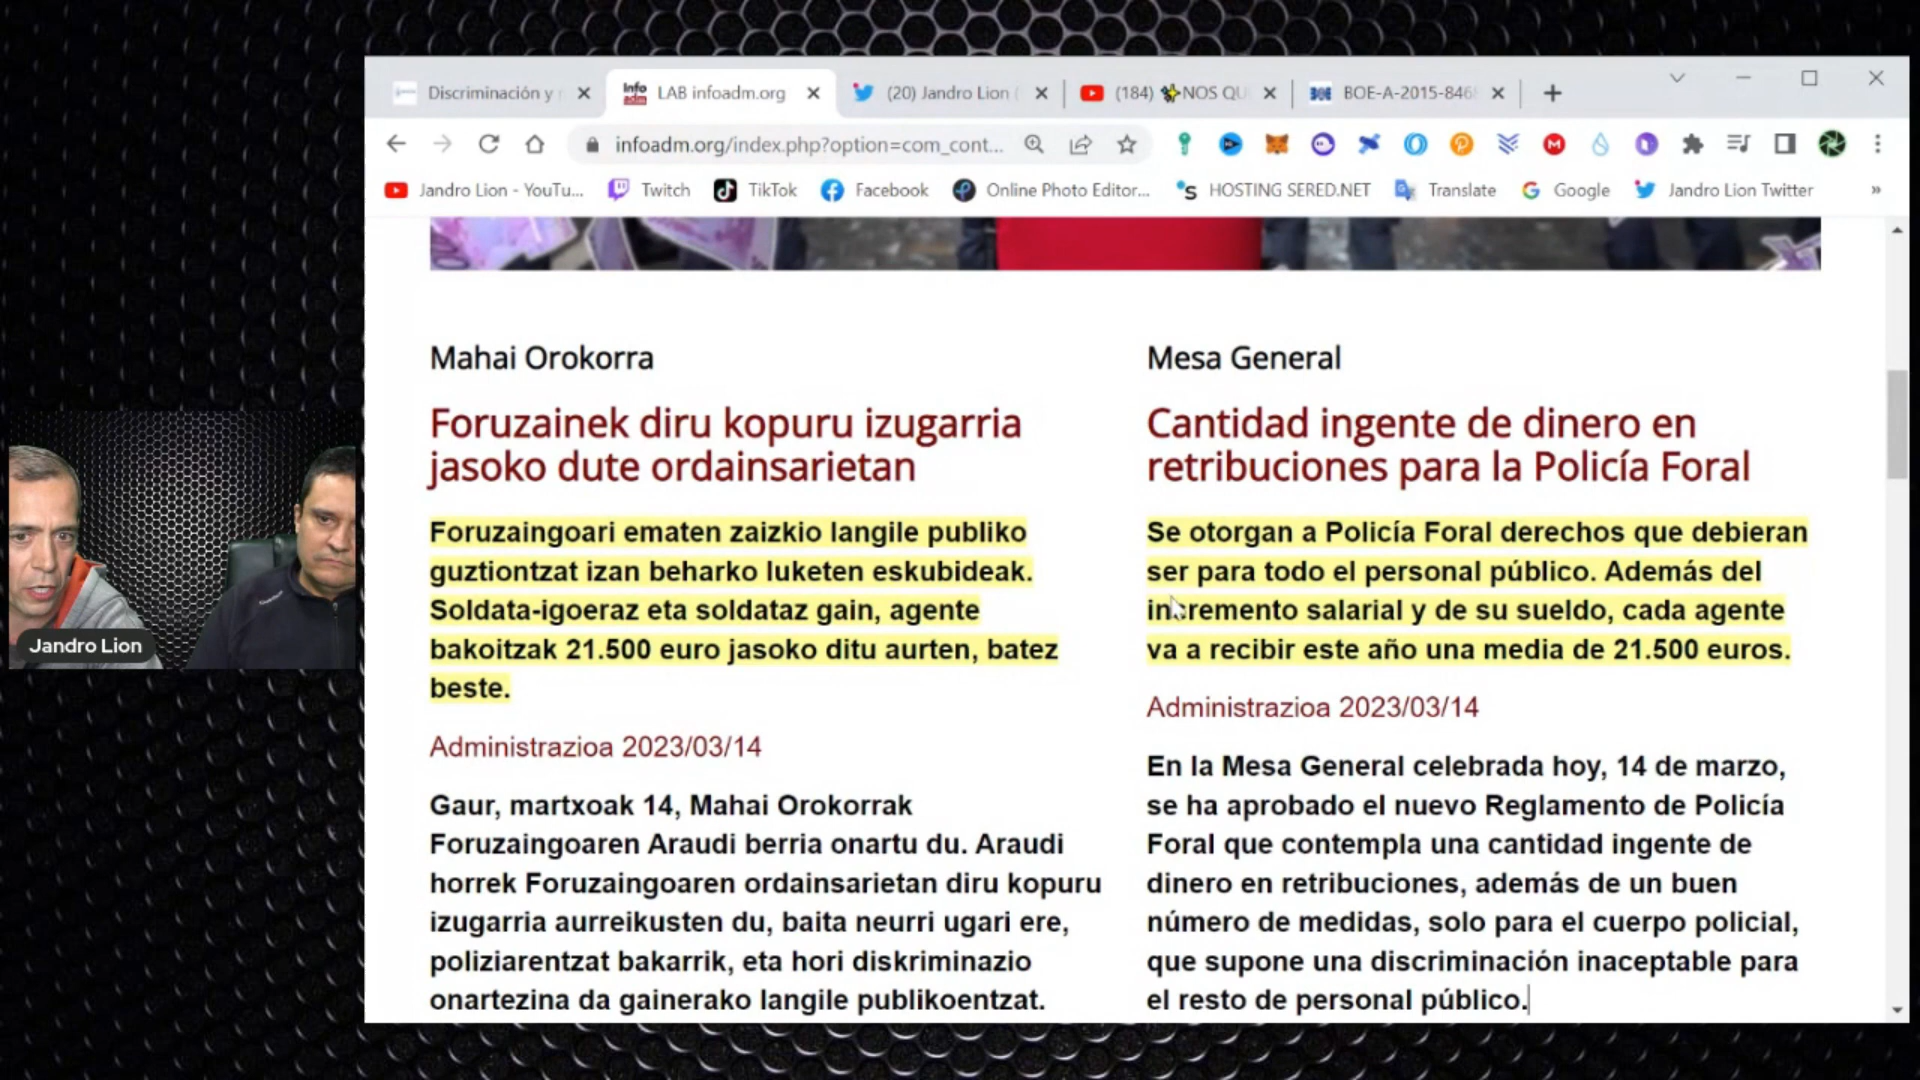 Discriminación y
Info adm LAB infoadm.org
(20) Jandro Lion (
(184) NOS QU
BOE-A-2015-846
infoadm.org/index.php?option=com_cont...
Jandro Lion - YouTu...
Twitch
TikTok
Facebook
Online Photo Editor...
HOSTING SERED.NET
Translate
Google
Jandro Lion Twitter
»
Mahai Orokorra
Foruzainek diru kopuru izugarria
jasoko dute ordainsarietan
Foruzaingoari ematen zaizkio langile publiko
guztiontzat izan beharko luketen eskubideak.
Soldata-igoeraz eta soldataz gain, agente
bakoitzak 21.500 euro jasoko ditu aurten, batez
beste.
Administrazioa 2023/03/14
Gaur, martxoak 14, Mahai Orokorrak
Foruzaingoaren Araudi berria onartu du. Araudi
horrek Foruzaingoaren ordainsarietan diru kopuru
izugarria aurreikusten du, baita neurri ugari ere,
poliziarentzat bakarrik, eta hori diskriminazio
onartezina da gainerako langile publikoentzat.
Mesa General
Cantidad ingente de dinero en
retribuciones para la Policía Foral
Se otorgan a Policía Foral derechos que debieran
ser para todo el personal público. Además del
incremento salarial y de su sueldo, cada agente
va a recibir este año una media de 21.500 euros.
Administrazioa 2023/03/14
En la Mesa General celebrada hoy, 14 de marzo,
se ha aprobado el nuevo Reglamento de Policía
Foral que contempla una cantidad ingente de
dinero en retribuciones, además de un buen
número de medidas, solo para el cuerpo policial,
que supone una discriminación inaceptable para
el resto de personal público.
Jandro Lion